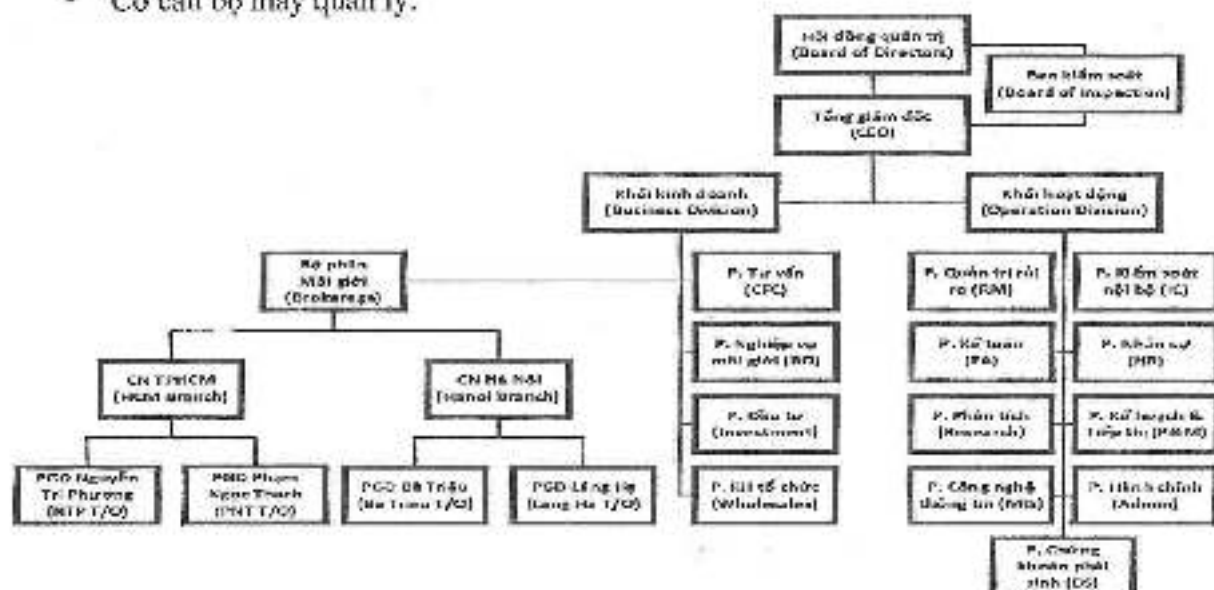 Cơ cấu bộ máy quản lý:
Hội đồng quản trị
(Board of Directors)
Ban kiểm soát
(Board of Inspection)
Tổng giám đốc
(CEO)
Khối kinh doanh
(Business Division)
Khối hoạt động
(Operation Division)
Bộ phận
Môi giới
(Brokerage)
P. Tư vấn
P. Quản trị rủi
ro (RM)
P. Kiểm soát
nội bộ (IC)
CN TPHCM
(HCM Branch)
CN Hà Nội
(Hanoi Branch)
P. Nghiệp vụ
môi giới
P. Kế toán
P. Nhân sự
(HR)
P. Đầu tư
(Investment)
P. Phân tích
(Research)
P. Kế hoạch &
Tiếp thị (P&M)
PGD Nguyễn
Tri Phương
(NTP T/O)
PGD Phạm
Ngọc Thạch
(PNT T/O)
PGD Bà Triệu
(Ba Trieu T/O)
PGD Láng Hạ
(Lang Ha T/O)
P. KH tổ chức
(Wholesales)
P. Công nghệ
thông tin (MIS)
P. Hành chính
(Admin)
P. Chứng
khoán phái
sinh (DS)